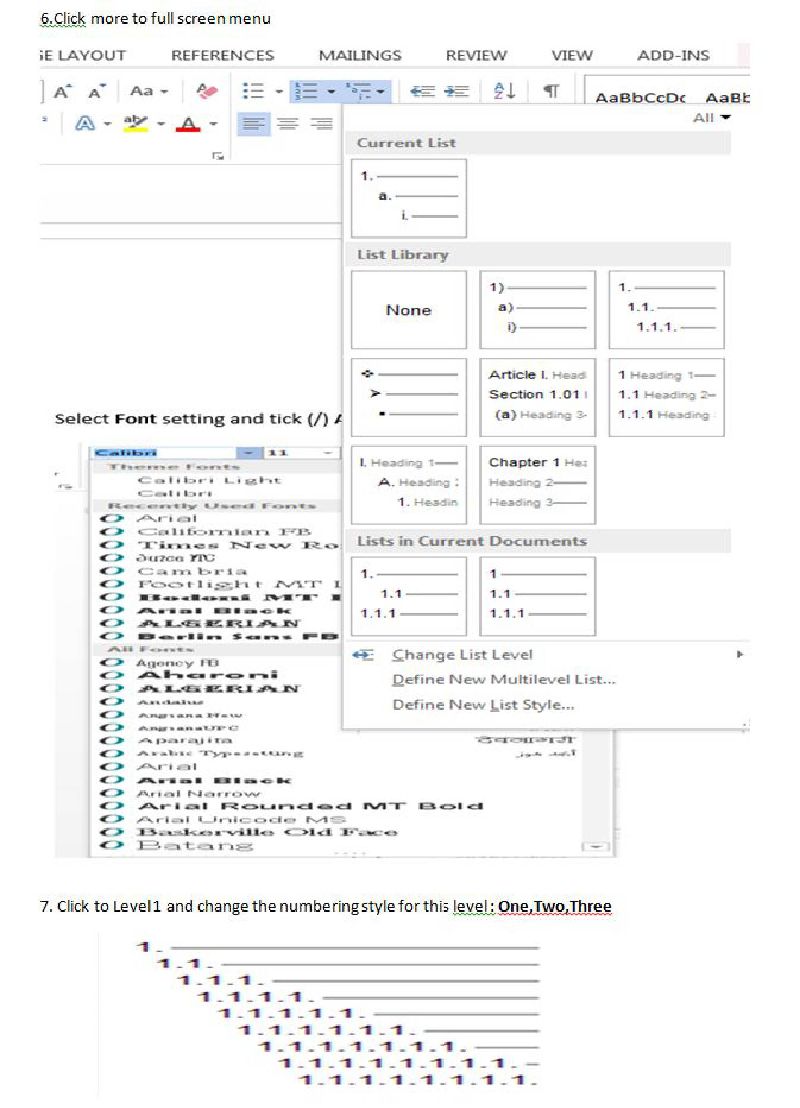 6.Click more to full screen menu
GE LAYOUT REFERENCES MAILINGS REVIEW VIEW ADD-INS
A A Aa
AaBbCcDc AaBb
A aby A
All
Current List
1.
a.
i.
List Library
None
1)
a)
i)
1.
1.1.
1.1.1.
Article I. Head
Section 1.01
(a) Heading 3-
1 Heading 1
1.1 Heading 2
1.1.1 Heading
I. Heading 1
A. Heading
1. Headin
Chapter 1 Hea
Heading 2
Heading 3
Lists in Current Documents
1.
1.1
1.1.1
1
1.1
1.1.1
Change List Level
Define New Multilevel List...
Define New List Style...
Select Font setting and tick (/) A
Calibri 11
Theme Fonts
Calibri Light
Calibri
Recently Used Fonts
Arial
Californian FB
Times New Ro
Cambria
Footlight MT L
Bodoni MT
Arial Black
ALGERIAN
Berlin Sans FB
All Fonts
Agency FB
Aharoni
ALGERIAN
Andalus
Angsana New
AngsanaUPC
Aparajita
Arabic Typesetting
Arial
Arial Black
Arial Narrow
Arial Rounded MT Bold
Arial Unicode MS
Baskerville Old Face
Batang
7. Click to Level1 and change the numbering style for this level ; One,Two,Three
1.
1.1.
1.1.1.
1.1.1.1.
1.1.1.1.1.
1.1.1.1.1.1.
1.1.1.1.1.1.1.
1.1.1.1.1.1.1.1.
1.1.1.1.1.1.1.1.1.